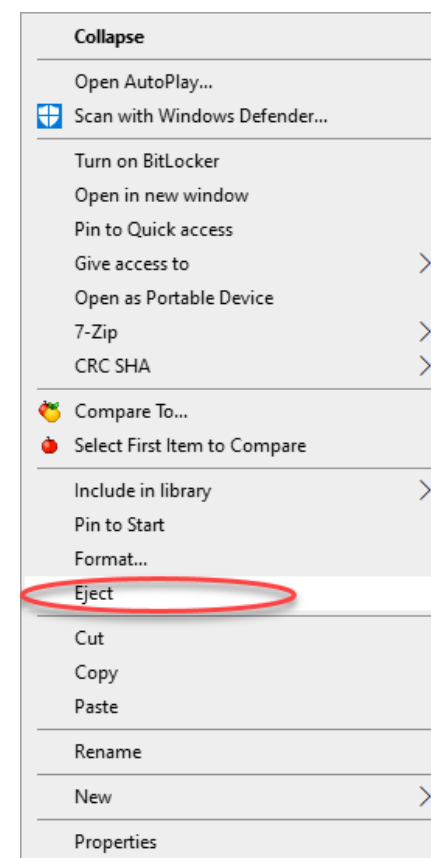 Collapse
Open AutoPlay...
Scan with Windows Defender...
Turn on BitLocker
Open in new window
Pin to Quick access
Give access to
Open as Portable Device
7-Zip
CRC SHA
Compare To...
Select First Item to Compare
Include in library
Pin to Start
Format...
Eject
Cut
Copy
Paste
Rename
New
Properties